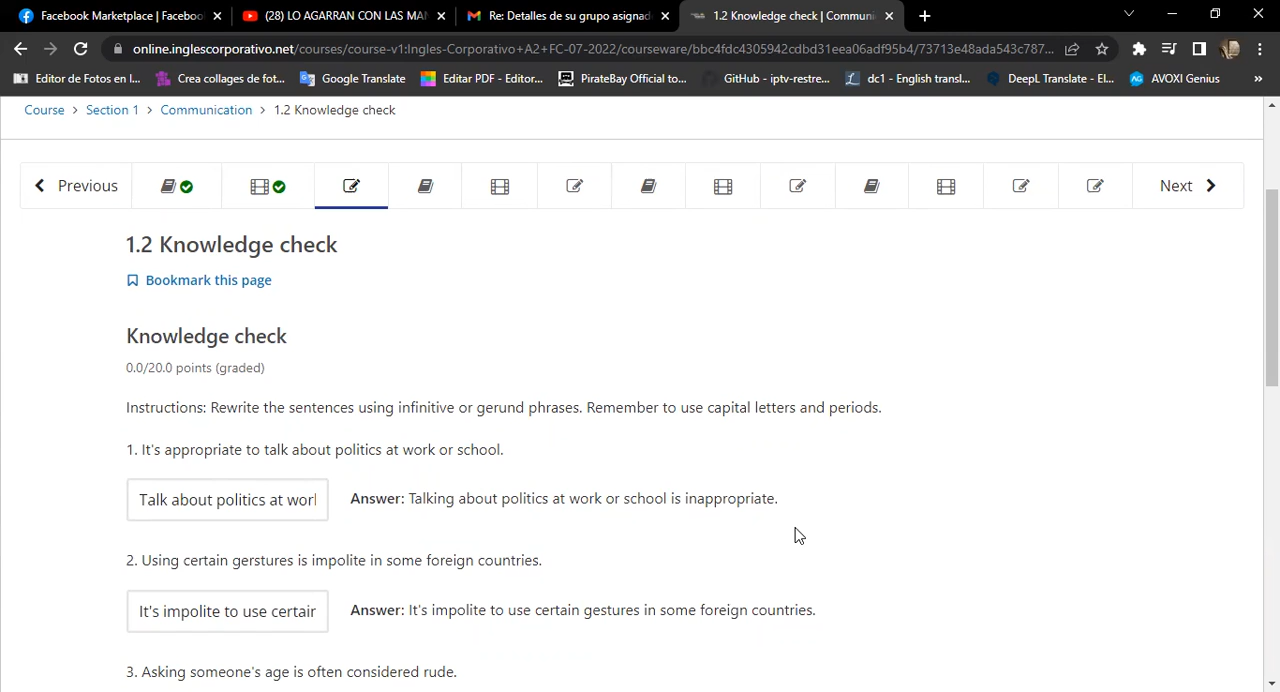 Facebook Marketplace | Facebo
(28) LO AGARRAN CON LAS MAN
Re: Detalles de su grupo asignad
1.2 Knowledge check | Communi
online.inglescorporativo.net/courses/course-v1:Ingles-Corporativo+A2+FC-07-2022/courseware/bbc4fdc4305942cdbd31eea06adf95b4/73713e48ada543c787...
Editor de Fotos en l...
Crea collages de fot...
Google Translate
Editar PDF - Editor...
PirateBay Official to...
GitHub - iptv-restre...
dc1 - English transl...
DeepL Translate - El...
AVOXI Genius
»
Course > Section 1 > Communication > 1.2 Knowledge check
Previous
Next
1.2 Knowledge check
Bookmark this page
Knowledge check
0.0/20.0 points (graded)
Instructions: Rewrite the sentences using infinitive or gerund phrases. Remember to use capital letters and periods.
1. It's appropriate to talk about politics at work or school.
Talk about politics at worl
Answer: Talking about politics at work or school is inappropriate.
2. Using certain gerstures is impolite in some foreign countries.
It's impolite to use certair
Answer: It's impolite to use certain gestures in some foreign countries.
3. Asking someone's age is often considered rude.